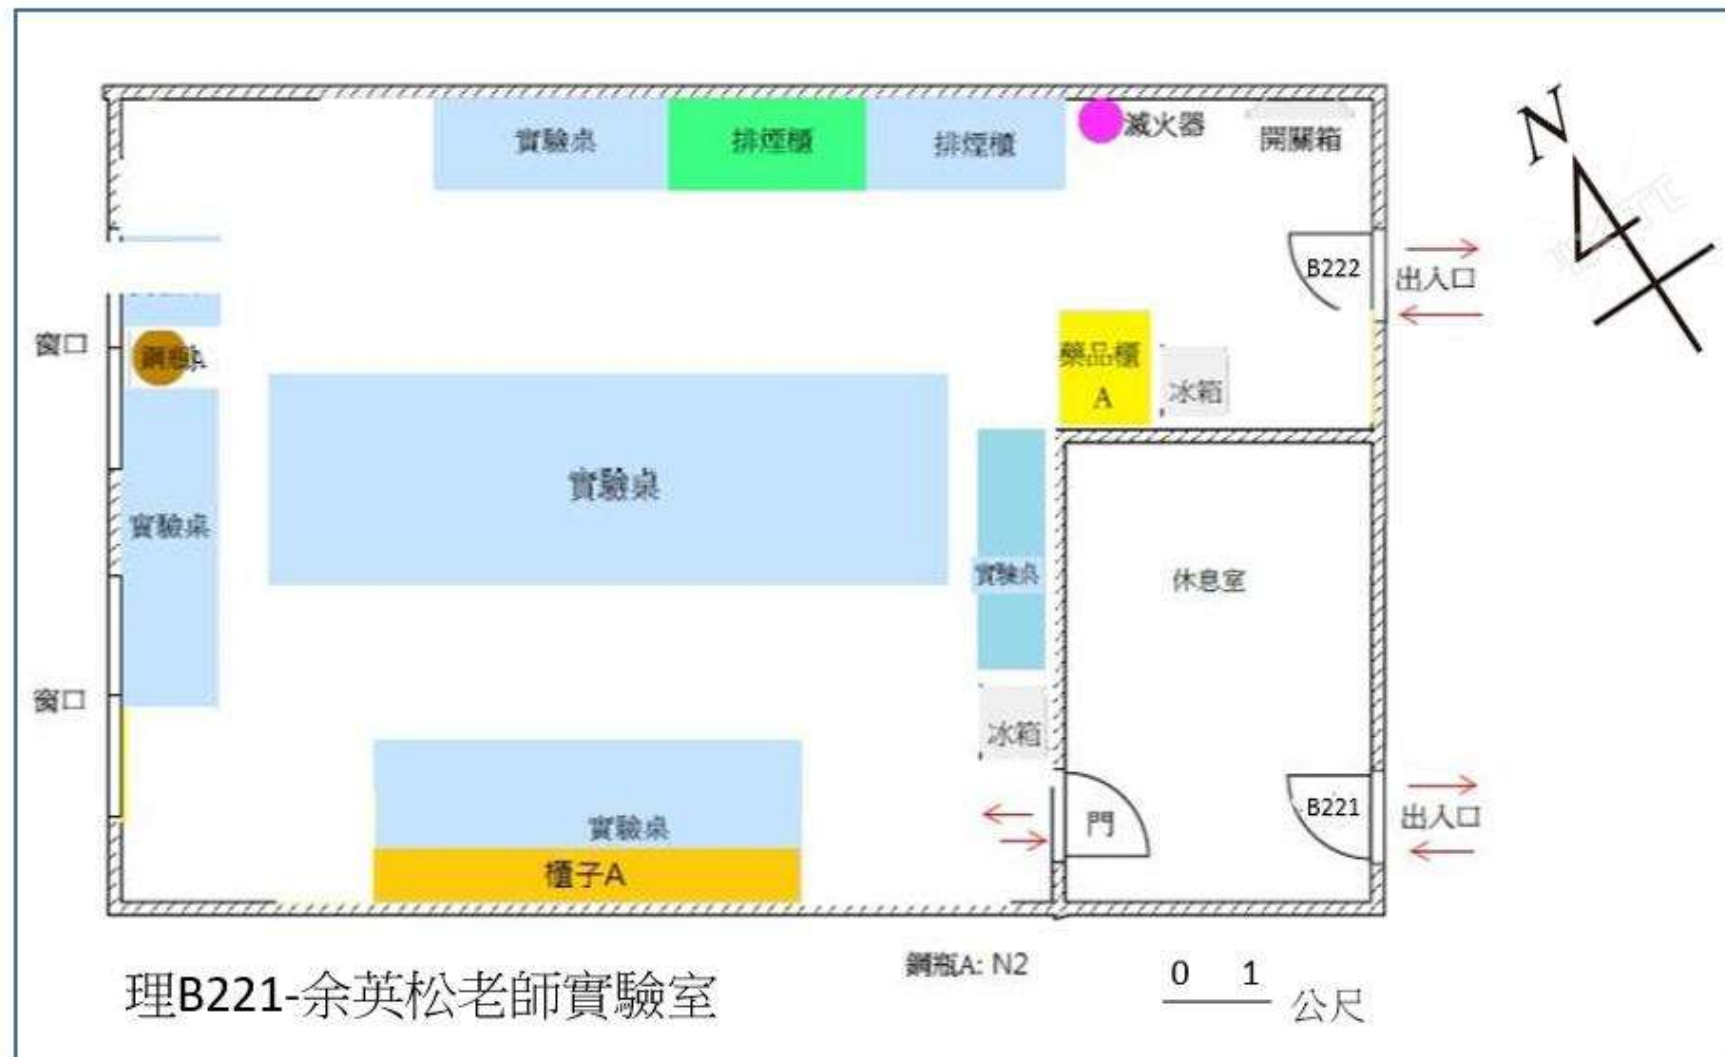 實驗桌
排煙櫃
排煙櫃
滅火器
開關箱
N
B222
出入口
窗口
鋼瓶A
藥品櫃
A
冰箱
實驗桌
實驗桌
實驗桌
休息室
窗口
冰箱
實驗桌
櫃子A
門
B221
出入口
理B221-余英松老師實驗室
鋼瓶A: N2
0 1
公尺